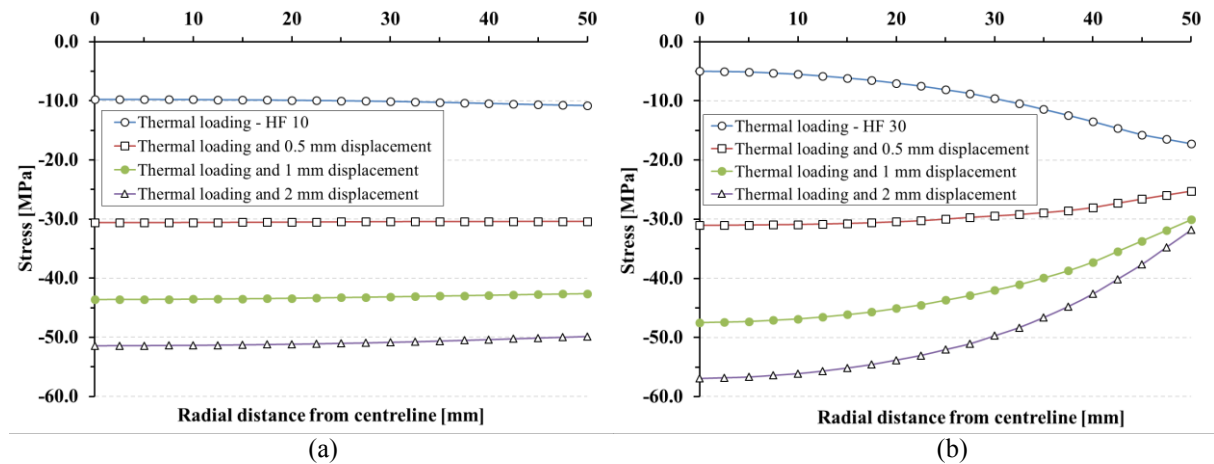 0 10 20 30 40 50
0.0
-10.0
-20.0
-30.0
-40.0
-50.0
-60.0
Stress [MPa]
Thermal loading - HF 10
Thermal loading and 0.5 mm displacement
Thermal loading and 1 mm displacement
Thermal loading and 2 mm displacement
Radial distance from centreline [mm]
(a)
0 10 20 30 40 50
0.0
-10.0
-20.0
-30.0
-40.0
-50.0
-60.0
Stress [MPa]
Thermal loading - HF 30
Thermal loading and 0.5 mm displacement
Thermal loading and 1 mm displacement
Thermal loading and 2 mm displacement
Radial distance from centreline [mm]
(b)